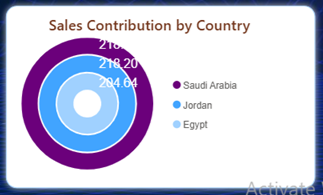 Sales Contribution by Country
218.20
204.64
Saudi Arabia
Jordan
Egypt
Activate